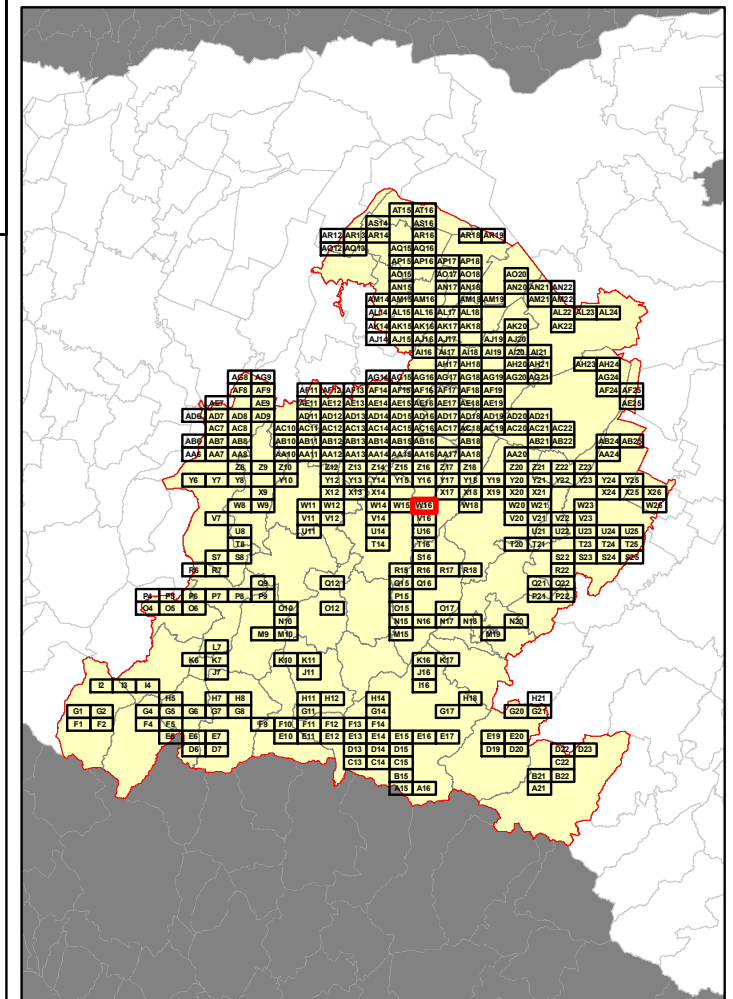 AT15 AT16
AS14 AS16
AR12 AR13 AR14 AR16 AR18 AR19
AQ12 AQ13 AQ15 AQ16
AP15 AP16 AP17 AP18
AO15 AO17 AO18 AO20
AN15 AN17 AN18 AN20 AN21 AN22
AM14 AM15 AM16 AM18 AM19 AM21 AM22
AL14 AL15 AL16 AL17 AL18 AL22 AL23 AL24
AK14 AK15 AK16 AK17 AK18 AK20 AK22
AJ14 AJ15 AJ16 AJ17 AJ19 AJ20
AI16 AI17 AI18 AI19 AI20 AI21
AH17 AH18 AH20 AH21 AH23 AH24
AG8 AG9 AG14 AG15 AG16 AG17 AG18 AG19 AG20 AG21 AG24
AF8 AF9 AF11 AF12 AF13 AF14 AF15 AF16 AF17 AF18 AF19 AF24 AF25
AE7 AE9 AE11 AE12 AE13 AE14 AE15 AE16 AE17 AE18 AE19 AE25
AD6 AD7 AD8 AD9 AD11 AD12 AD13 AD14 AD15 AD16 AD17 AD18 AD19 AD20 AD21
AC7 AC8 AC10 AC11 AC12 AC13 AC14 AC15 AC16 AC17 AC18 AC19 AC20 AC21 AC22
AB6 AB7 AB8 AB10 AB11 AB12 AB13 AB14 AB15 AB16 AB18 AB21 AB22 AB24 AB25
AA6 AA7 AA8 AA10 AA11 AA12 AA13 AA14 AA15 AA16 AA17 AA18 AA20 AA24
Z8 Z9 Z10 Z12 Z13 Z14 Z15 Z16 Z17 Z18 Z20 Z21 Z22 Z23
Y6 Y7 Y8 Y10 Y12 Y13 Y14 Y15 Y16 Y17 Y18 Y19 Y20 Y21 Y22 Y23 Y24 Y25
X9 X12 X13 X14 X17 X18 X19 X20 X21 X24 X25 X26
W8 W9 W11 W12 W14 W15 W16 W18 W20 W21 W23 W26
V7 V11 V12 V14 V16 V20 V21 V22 V23
U8 U11 U14 U16 U21 U22 U23 U24 U25
T8 T14 T16 T20 T21 T23 T24 T25
S7 S8 S16 S22 S23 S24 S25
R6 R7 R15 R16 R17 R18 R22
Q9 Q12 Q15 Q16 Q21 Q22
P4 P5 P6 P7 P8 P9 P15 P21 P22
O4 O5 O6 O10 O12 O15 O17
N10 N15 N16 N17 N18 N20
M9 M10 M15 M19
L7
K6 K7 K10 K11 K16 K17
J7 J11 J16
I2 I3 I4 I16
H5 H7 H8 H11 H12 H14 H18 H21
G1 G2 G4 G5 G6 G7 G8 G11 G14 G17 G20 G21
F1 F2 F4 F5 F9 F10 F11 F12 F13 F14
E5 E6 E7 E10 E11 E12 E13 E14 E15 E16 E17 E19 E20
D6 D7 D13 D14 D15 D19 D20 D22 D23
C13 C14 C15 C22
B15 B21 B22
A15 A16 A21